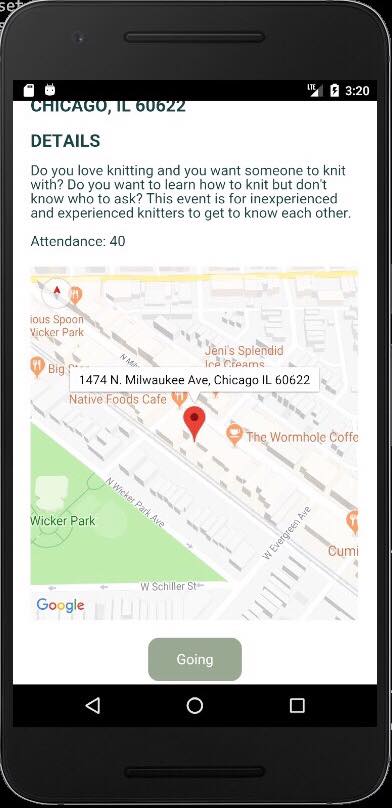 set
LTE 3:20
CHICAGO, IL 60622
DETAILS
Do you love knitting and you want someone to knit
with? Do you want to learn how to knit but don't
know who to ask? This event is for inexperienced
and experienced knitters to get to know each other.
Attendance: 40
ious Spoon
Wicker Park
Jeni's Splendid
Ice Creams
Big
N Mil
1474 N. Milwaukee Ave, Chicago IL 60622
Native Foods Cafe
The Wormhole Coffe
N Wicker Park Ave
Wicker Park
W Evergreen Ave
Cumi
W Schiller St
Google
Going